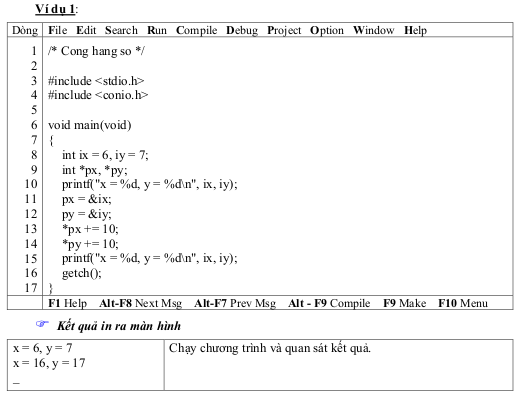 Ví dụ 1:
Dòng File Edit Search Run Compile Debug Project Option Window Help
1 /* Cong hang so */
2
3 #include <stdio.h>
4 #include <conio.h>
5
6 void main(void)
7 {
8 int ix = 6, iy = 7;
9 int *px, *py;
10 printf("x = %d, y = %d\n", ix, iy);
11 px = &ix;
12 py = &iy;
13 *px += 10;
14 *py += 10;
15 printf("x = %d, y = %d\n", ix, iy);
16 getch();
17 }
F1 Help Alt-F8 Next Msg Alt-F7 Prev Msg Alt - F9 Compile F9 Make F10 Menu
☞ Kết quả in ra màn hình
x = 6, y = 7 Chạy chương trình và quan sát kết quả.
x = 16, y = 17
_